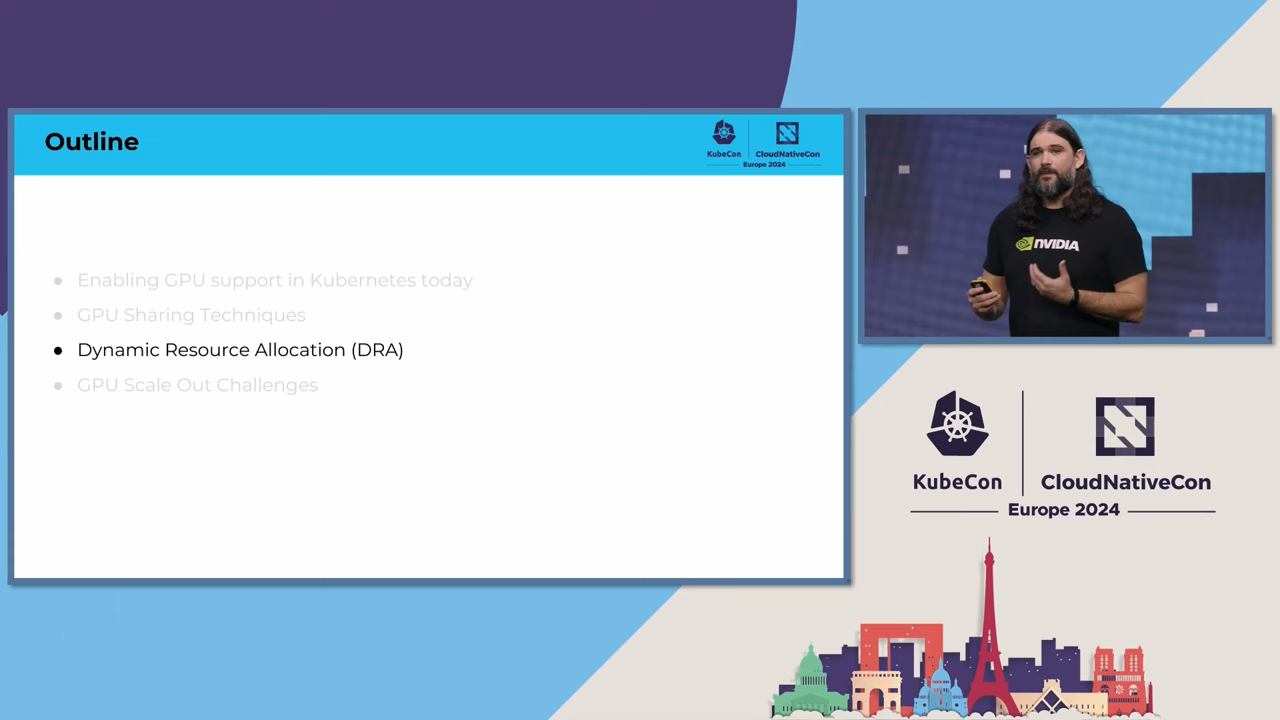 Outline
KubeCon
CloudNativeCon
Europe 2024
● Enabling GPU support in Kubernetes today
● GPU Sharing Techniques
● Dynamic Resource Allocation (DRA)
● GPU Scale Out Challenges
NVIDIA
KubeCon
CloudNativeCon
Europe 2024